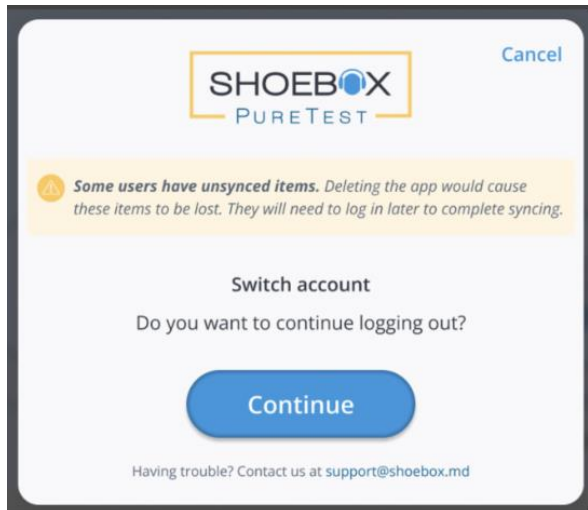 Cancel
SHOEBOX
PURETEST
Some users have unsynced items. Deleting the app would cause
these items to be lost. They will need to log in later to complete syncing.
Switch account
Do you want to continue logging out?
Continue
Having trouble? Contact us at support@shoebox.md